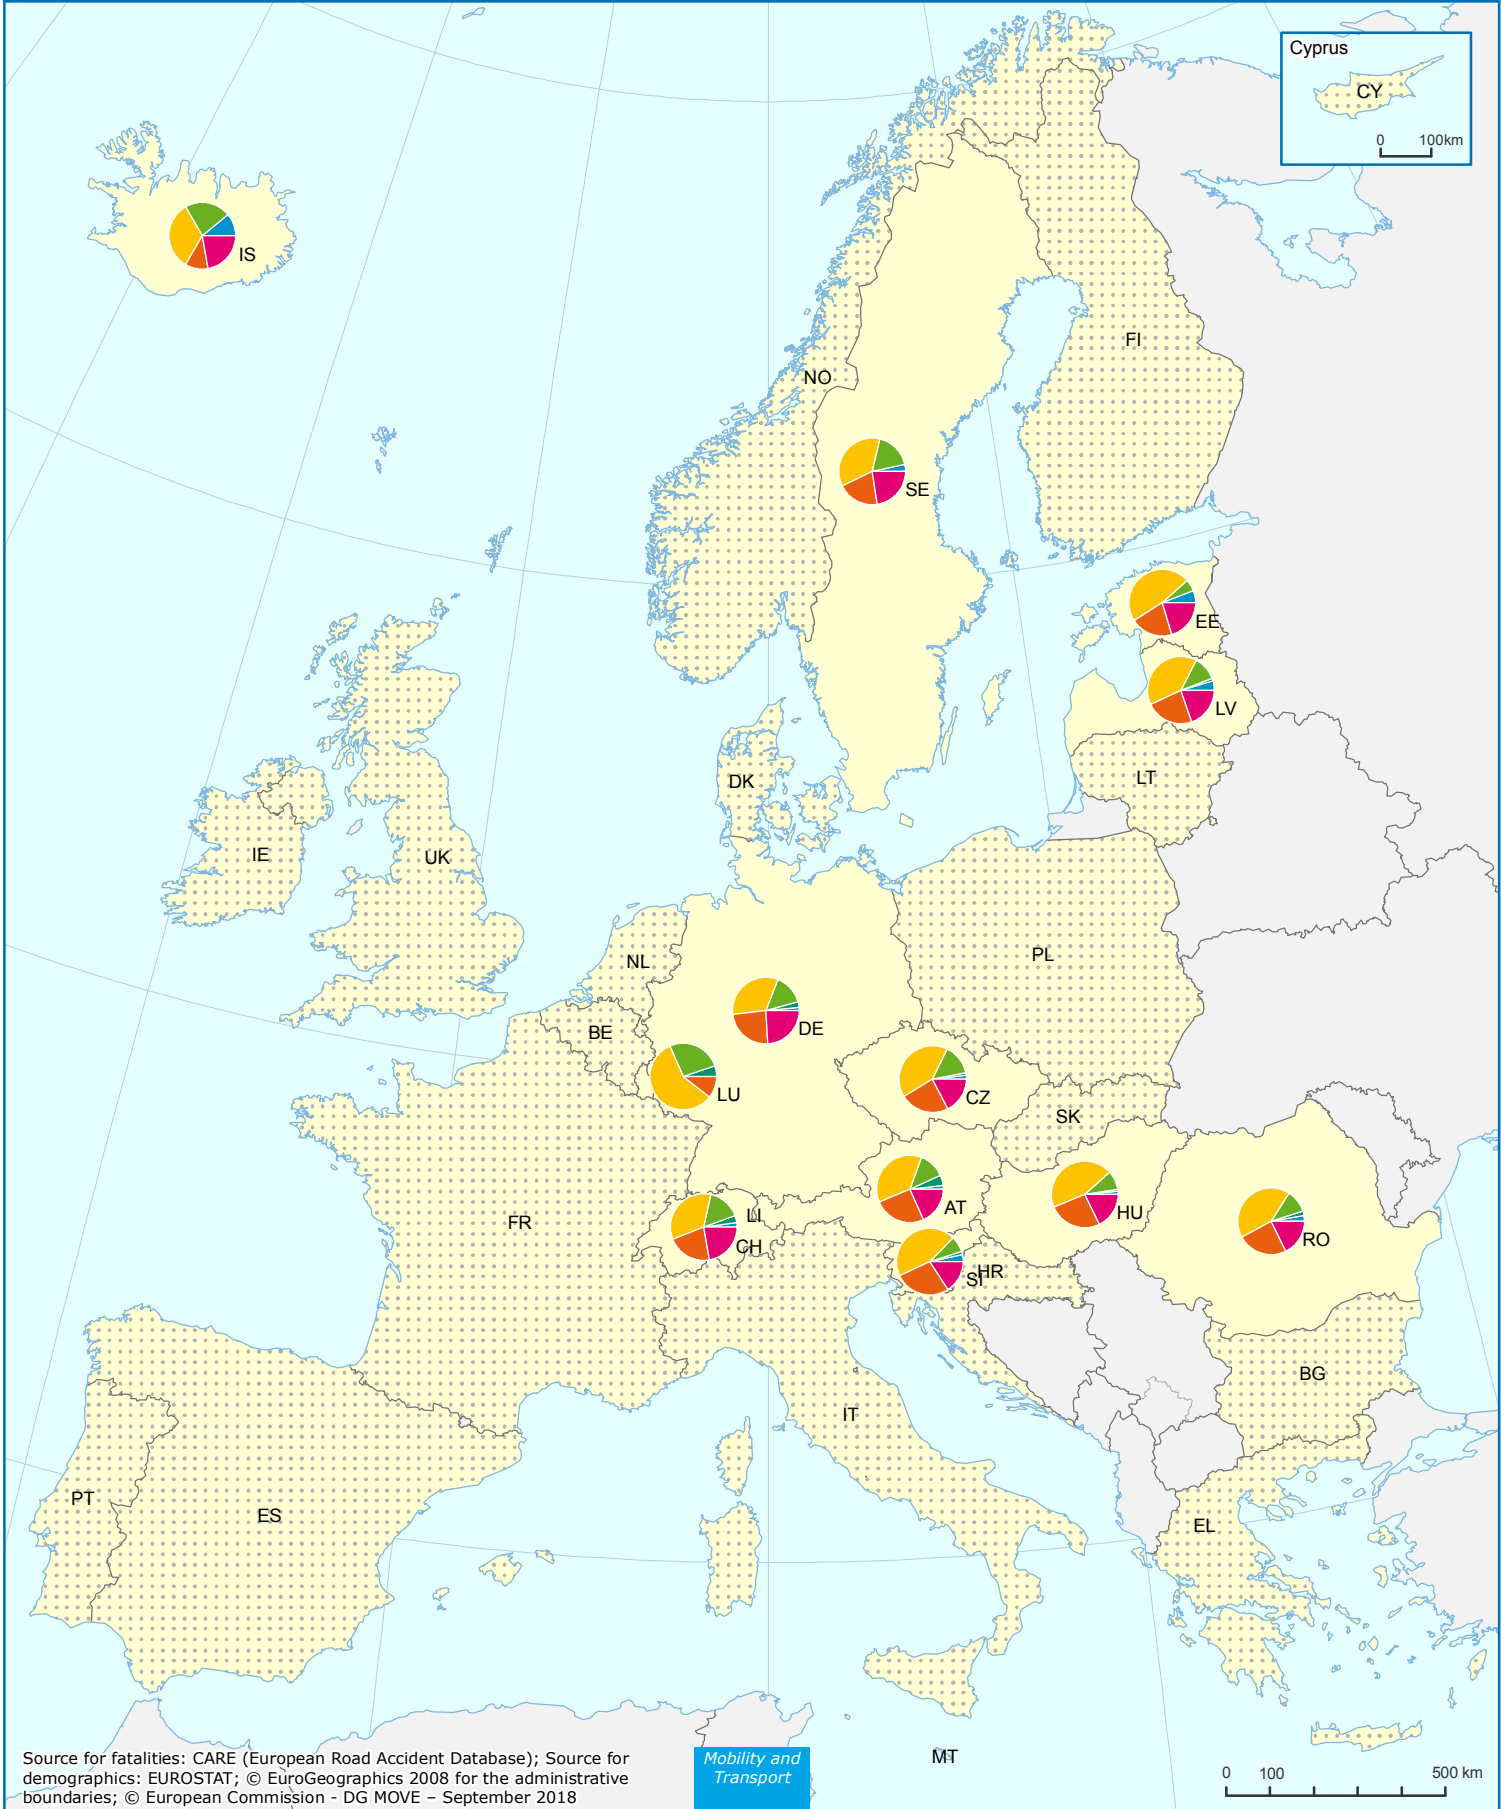 Cyprus
CY
0 100km
IS
FI
NO
SE
EE
LV
LT
DK
IE
UK
NL
PL
BE
DE
LU
CZ
SK
AT
HU
LI
FR
CH
RO
SI
HR
BG
IT
PT
ES
EL
MT
Source for fatalities: CARE (European Road Accident Database); Source for
demographics: EUROSTAT; © EuroGeographics 2008 for the administrative
boundaries; © European Commission - DG MOVE – September 2018
Mobility and
Transport
0 100 500 km